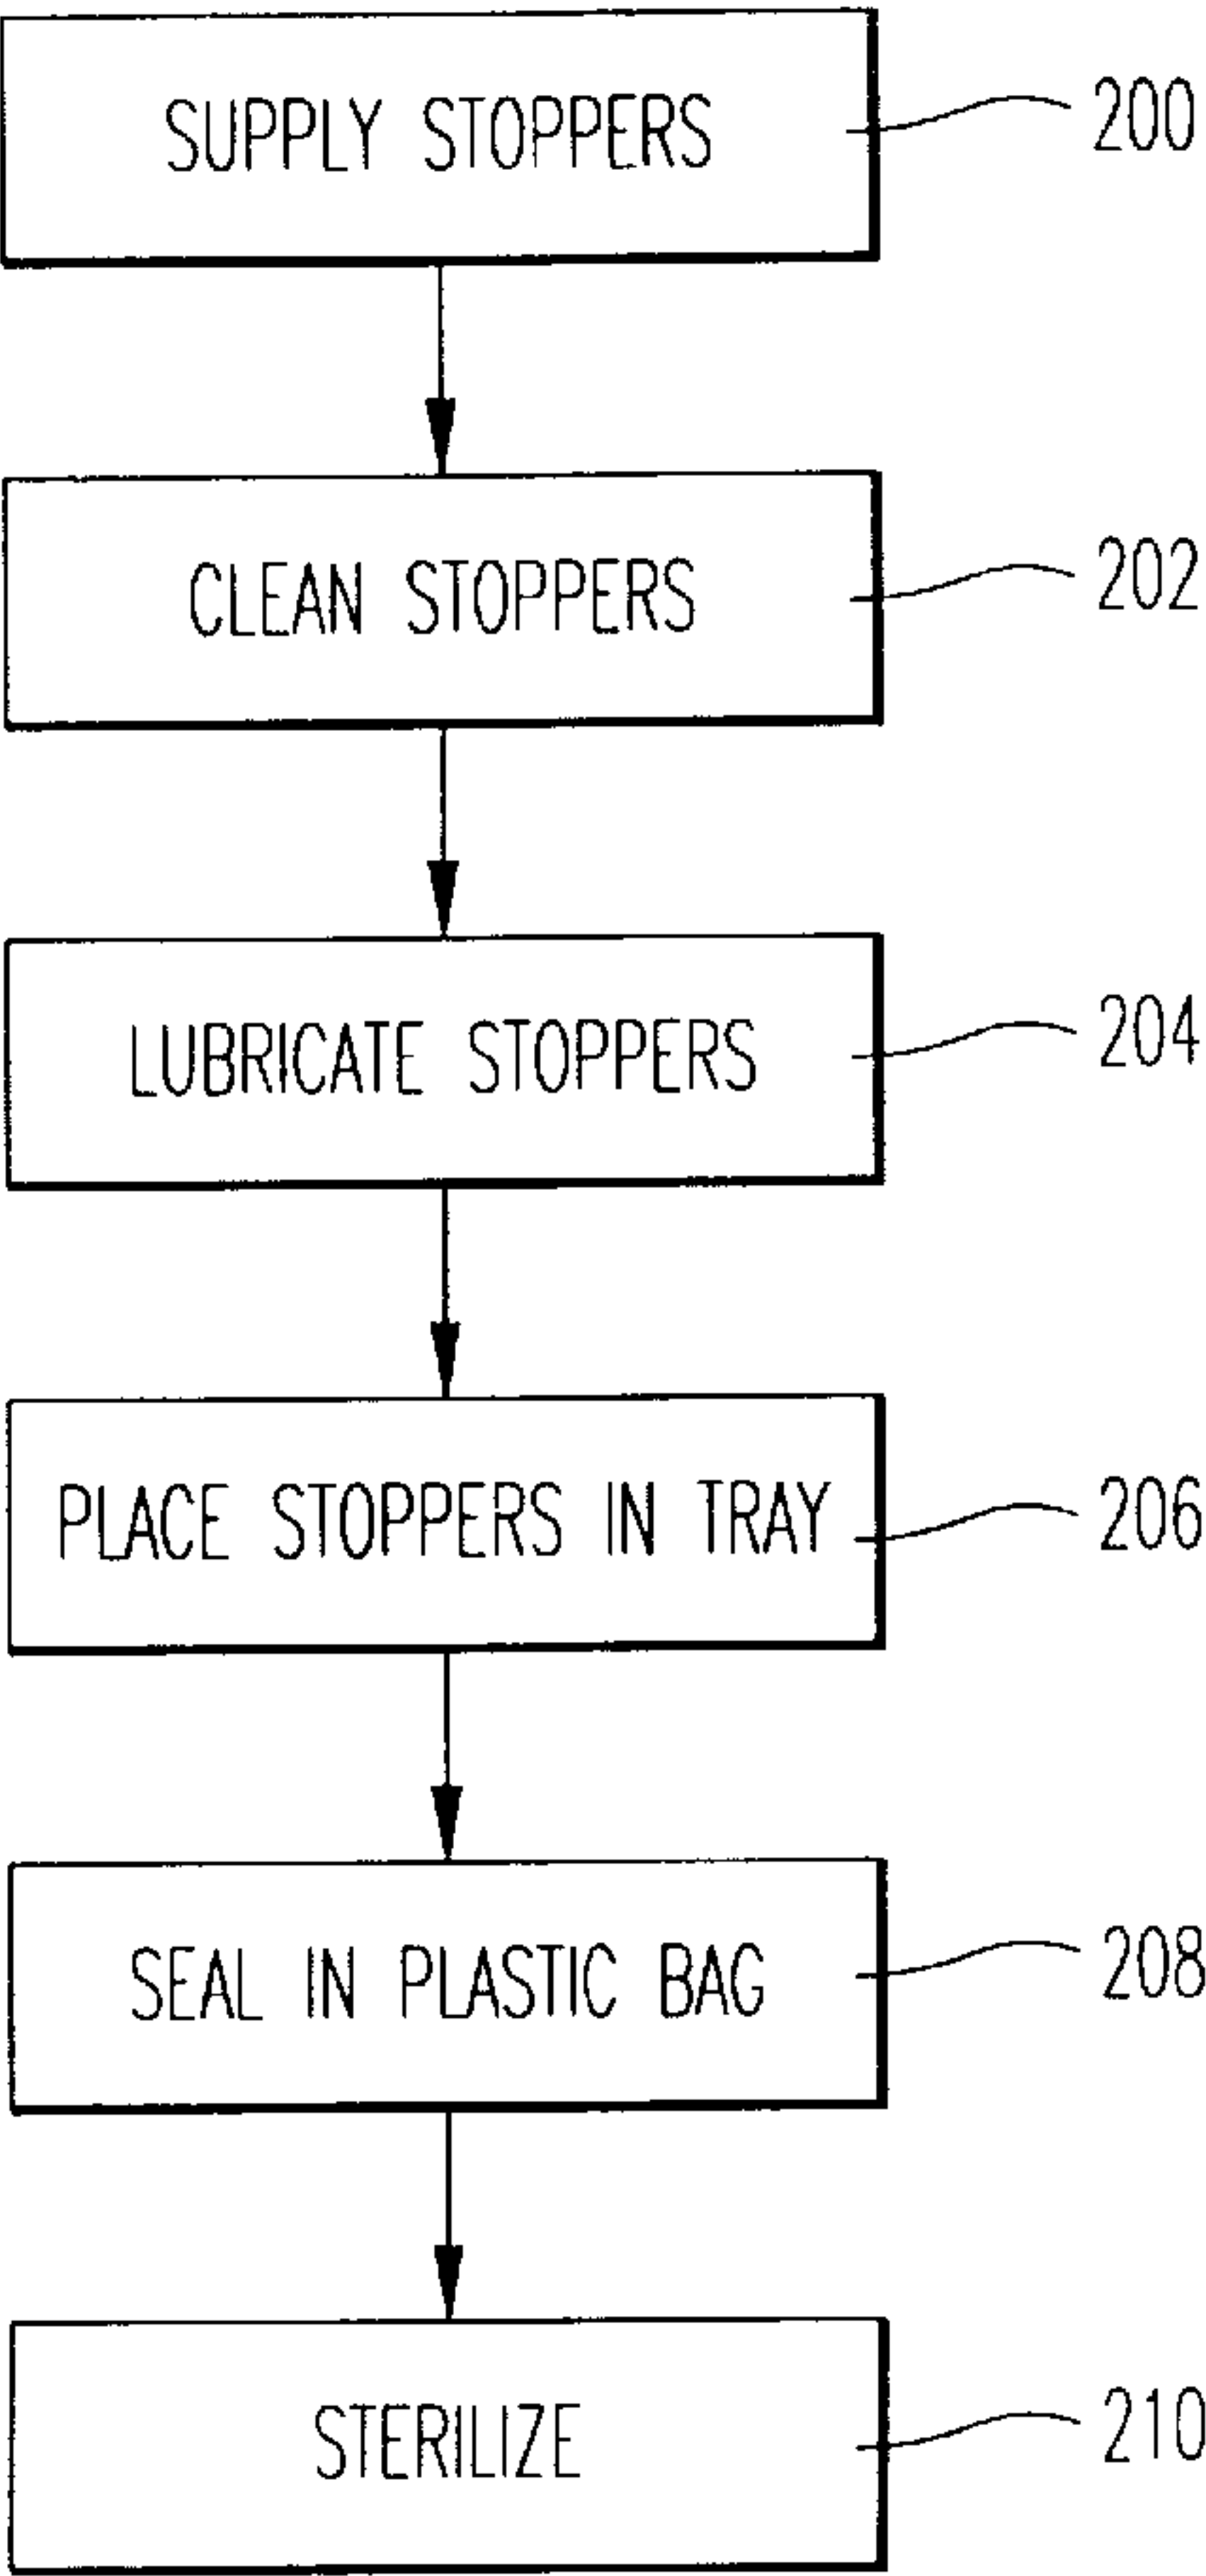 SUPPLY STOPPERS
200
CLEAN STOPPERS
202
LUBRICATE STOPPERS
204
PLACE STOPPERS IN TRAY
206
SEAL IN PLASTIC BAG
208
STERILIZE
210